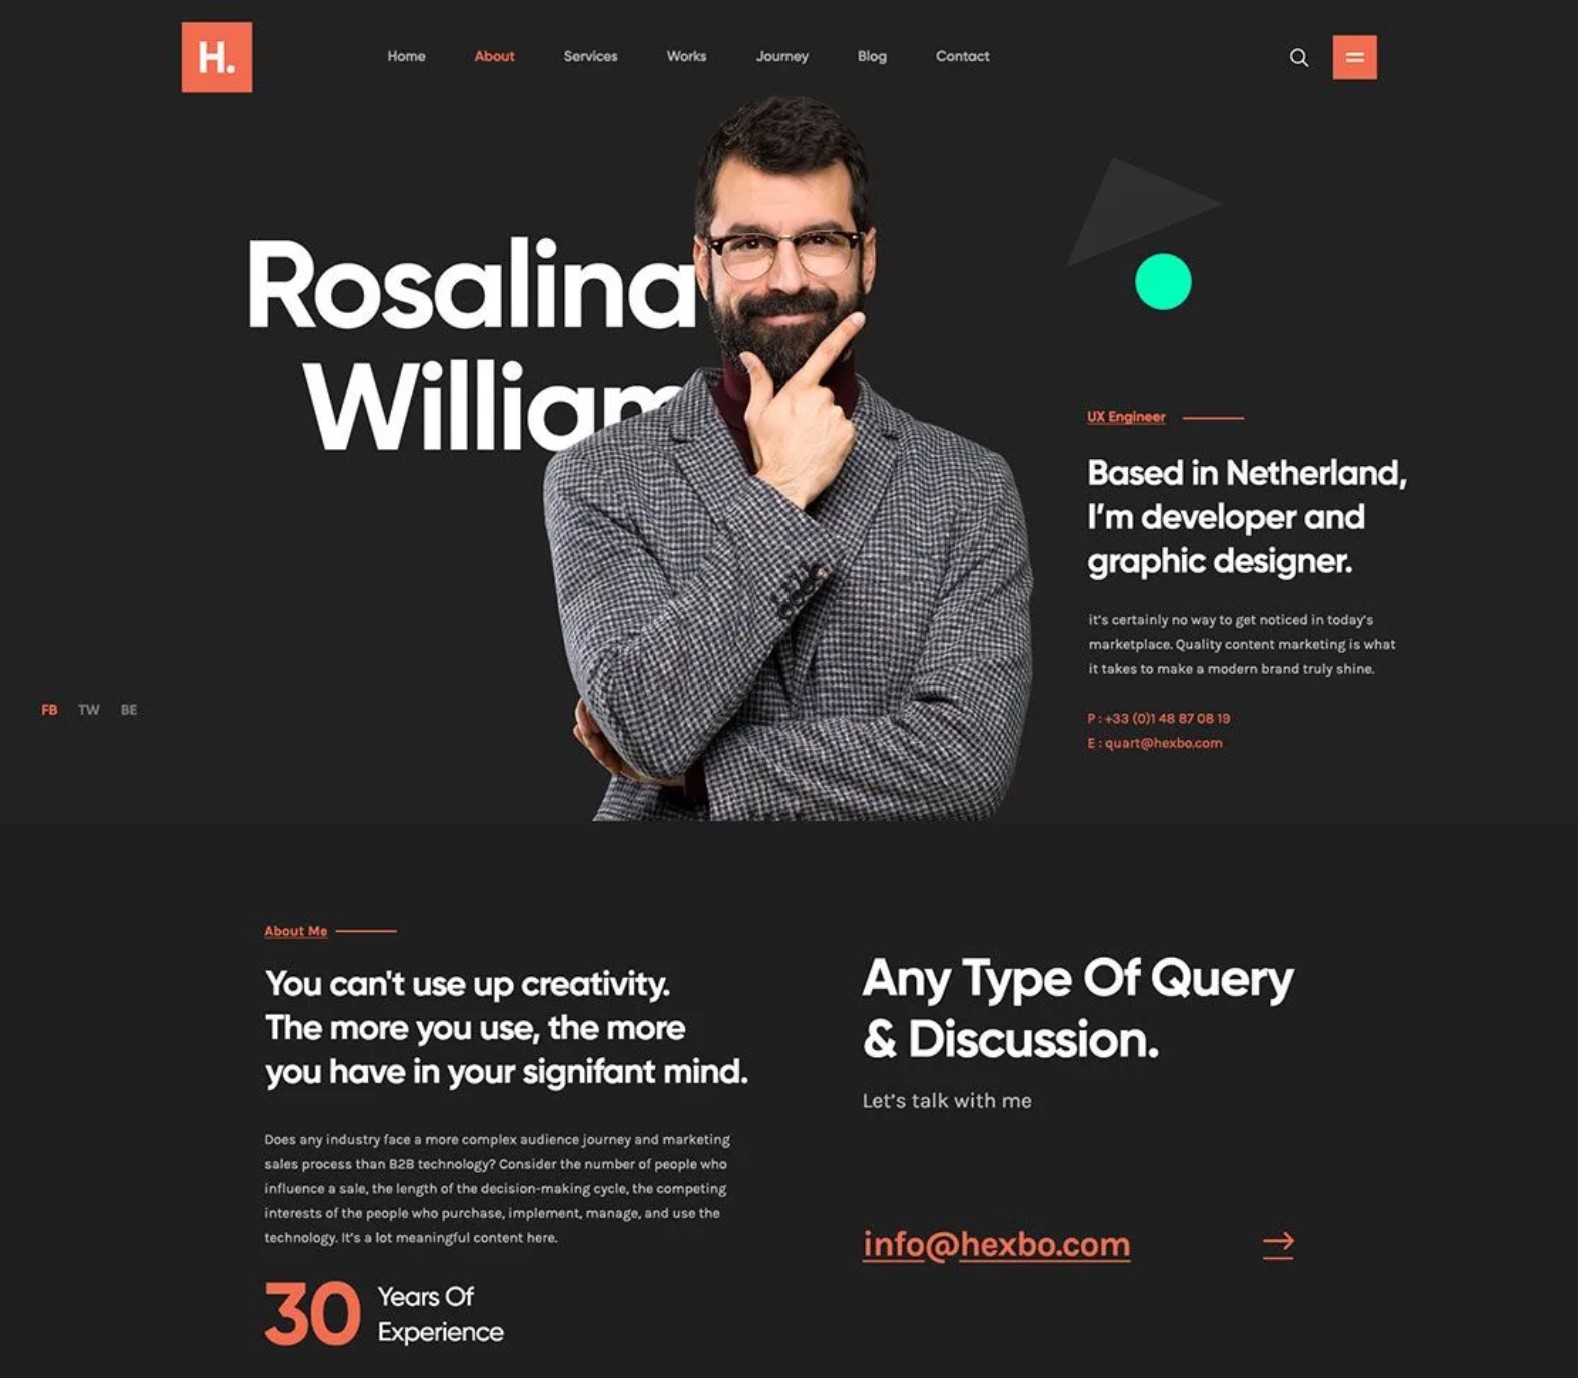 H.
Home
About
Services
Works
Journey
Blog
Contact
Rosalina
William
UX Engineer
Based in Netherland,
I'm developer and
graphic designer.
it's certainly no way to get noticed in today's
marketplace. Quality content marketing is what
it takes to make a modern brand truly shine.
P : +33 (0)1 48 87 08 19
E : quart@hexbo.com
FB TW BE
About Me
You can't use up creativity.
The more you use, the more
you have in your signifant mind.
Does any industry face a more complex audience journey and marketing
sales process than B2B technology? Consider the number of people who
influence a sale, the length of the decision-making cycle, the competing
interests of the people who purchase, implement, manage, and use the
technology. It's a lot meaningful content here.
30
Years Of
Experience
Any Type Of Query
& Discussion.
Let's talk with me
info@hexbo.com